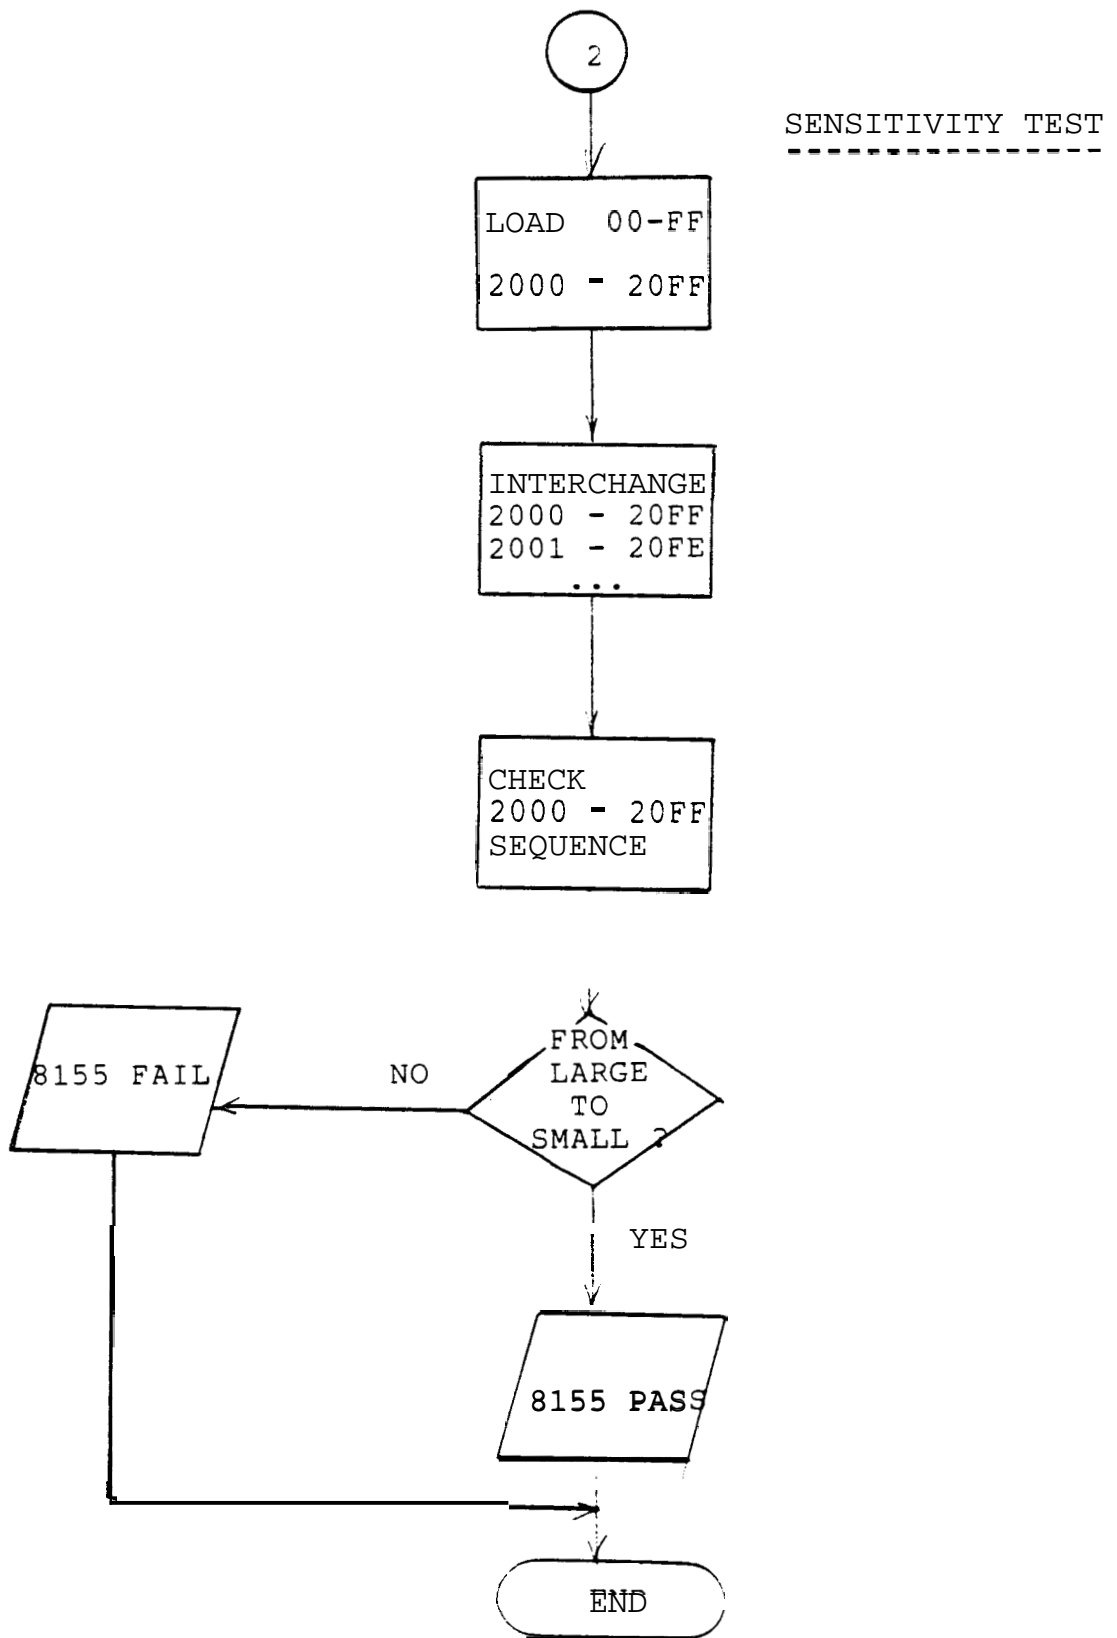 2
SENSITIVITY TEST
LOAD 00-FF
2000 - 20FF
INTERCHANGE
2000 - 20FF
2001 - 20FE
...
CHECK
2000 - 20FF
SEQUENCE
FROM
LARGE
TO
SMALL ?
NO
8155 FAIL
YES
8155 PASS
END